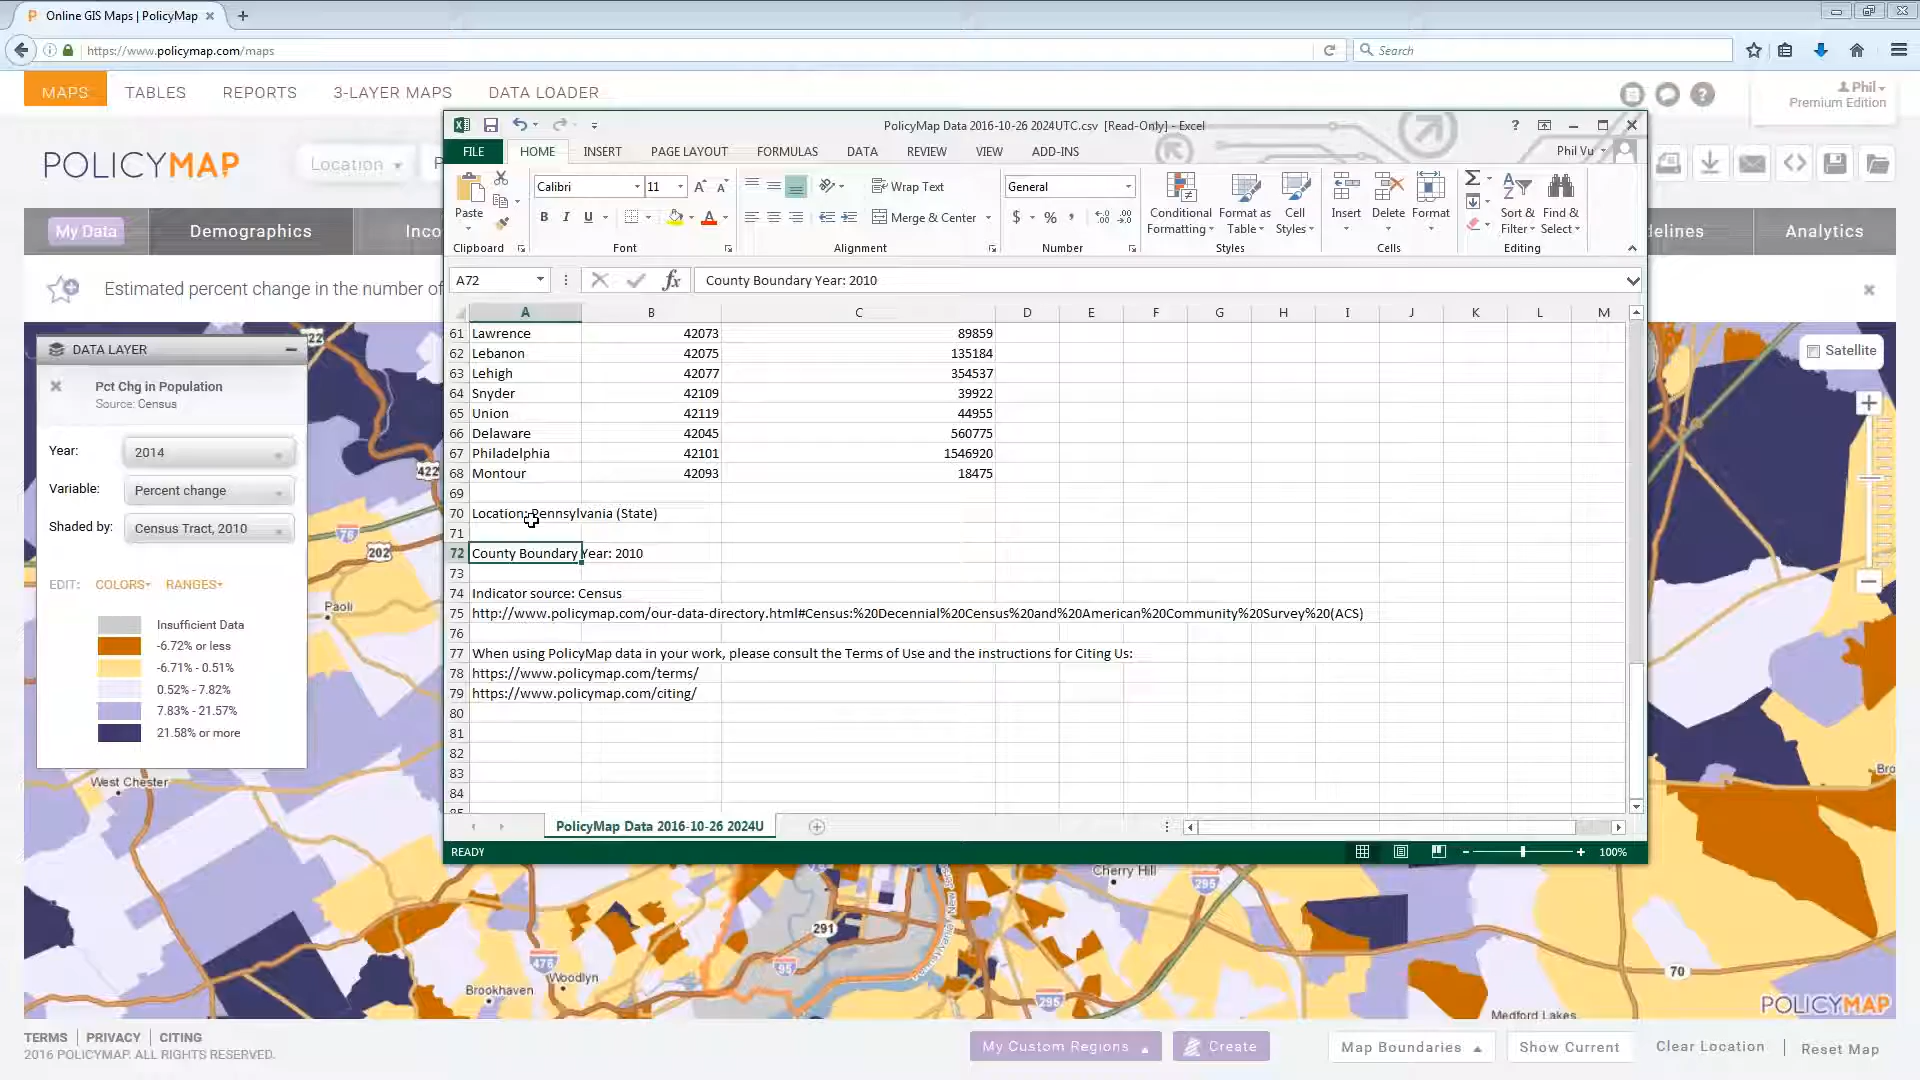 Online GIS Maps | PolicyMap
https://www.policymap.com/maps
Search
MAPS TABLES REPORTS 3-LAYER MAPS DATA LOADER
Phil
Premium Edition
POLICYMAP
Location
My Data Demographics Inco
delines Analytics
Estimated percent change in the number of
PolicyMap Data 2016-10-26 2024UTC.csv [Read-Only] - Excel
FILE HOME INSERT PAGE LAYOUT FORMULAS DATA REVIEW VIEW ADD-INS
Phil Vu
Paste
Calibri 11
B I U
Wrap Text
Merge & Center
General
$ % ,
Conditional Formatting
Format as Table
Cell Styles
Insert Delete Format
Sort & Filter
Find & Select
Clipboard Font Alignment Number Styles Cells Editing
A72 fx County Boundary Year: 2010
A B C D E F G H I J K L M
61 Lawrence 42073 89859
62 Lebanon 42075 135184
63 Lehigh 42077 354537
64 Snyder 42109 39922
65 Union 42119 44955
66 Delaware 42045 560775
67 Philadelphia 42101 1546920
68 Montour 42093 18475
69
70 Location: Pennsylvania (State)
71
72 County Boundary Year: 2010
73
74 Indicator source: Census
75 http://www.policymap.com/our-data-directory.html#Census:%20Decennial%20Census%20and%20American%20Community%20Survey%20(ACS)
76
77 When using PolicyMap data in your work, please consult the Terms of Use and the instructions for Citing Us:
78 https://www.policymap.com/terms/
79 https://www.policymap.com/citing/
80
81
82
83
84
PolicyMap Data 2016-10-26 2024U
READY
100%
DATA LAYER
Pct Chg in Population
Source: Census
Year: 2014
Variable: Percent change
Shaded by: Census Tract, 2010
EDIT: COLORS RANGES
Insufficient Data
-6.72% or less
-6.71% - 0.51%
0.52% - 7.82%
7.83% - 21.57%
21.58% or more
Satellite
322
422
76
202
Paoli
West Chester
Cherry Hill
295
291
95
476
Woodlyn
Brookhaven
295
70
Medford Lakes
POLICYMAP
TERMS | PRIVACY | CITING
2016 POLICYMAP. ALL RIGHTS RESERVED.
My Custom Regions
Create
Map Boundaries
Show Current
Clear Location | Reset Map